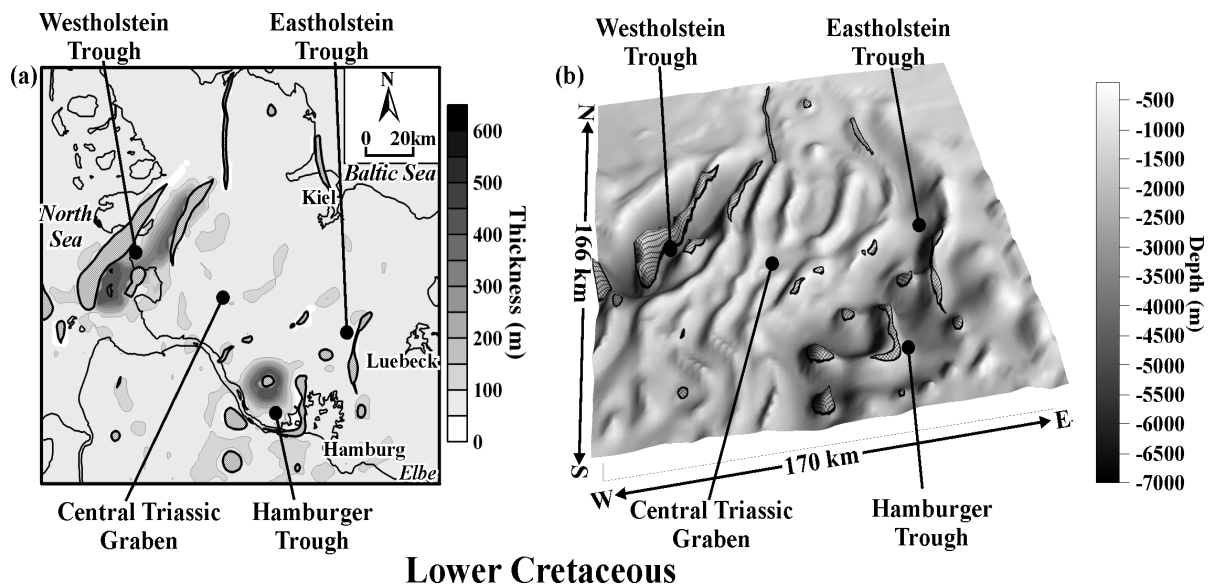 Westholstein
Trough
Eastholstein
Trough
Westholstein
Trough
Eastholstein
Trough
(a)
(b)
N
0 20km
Baltic Sea
Kiel
North
Sea
Luebeck
Hamburg
Elbe
600
500
400
300
200
100
0
Thickness (m)
N
166 km
S
W
170 km
E
-500
-1000
-1500
-2000
-2500
-3000
-3500
-4000
-4500
-5000
-5500
-6000
-6500
-7000
Depth (m)
Central Triassic
Graben
Hamburger
Trough
Central Triassic
Graben
Hamburger
Trough
Lower Cretaceous